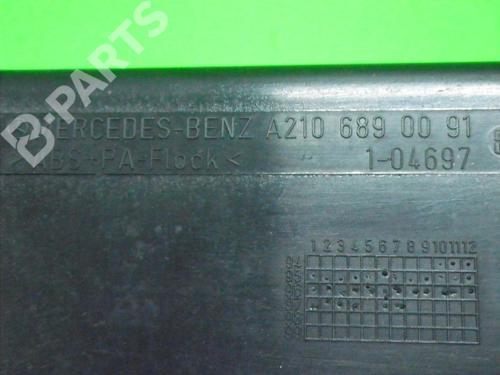 B-PARTS
MERCEDES-BENZ A210 689 00 91
>ABS+PA-Flock< 1-04697
1 2 3 4 5 6 7 8 9 10 11 12
B-PARTS